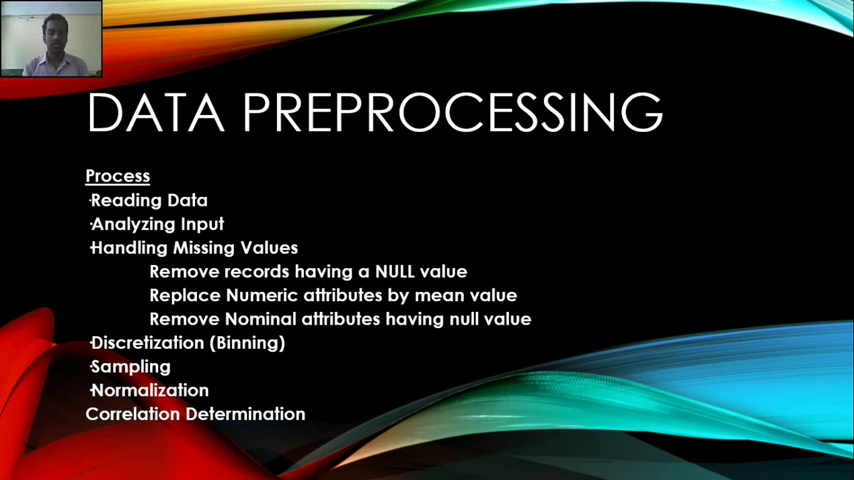 DATA PREPROCESSING
Process
·Reading Data
·Analyzing Input
·Handling Missing Values
Remove records having a NULL value
Replace Numeric attributes by mean value
Remove Nominal attributes having null value
·Discretization (Binning)
·Sampling
·Normalization
Correlation Determination